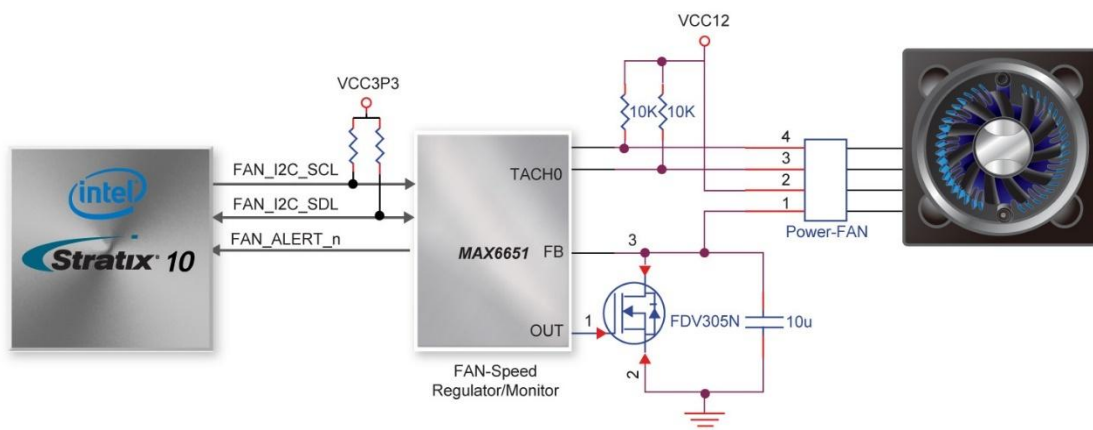 VCC12
VCC3P3
10K 10K
4
3
2
1
Power-FAN
FAN_I2C_SCL
FAN_I2C_SDL
FAN_ALERT_n
intel
Stratix 10
TACH0
MAX6651
FB
OUT
3
1
2
FDV305N
10u
FAN-Speed
Regulator/Monitor